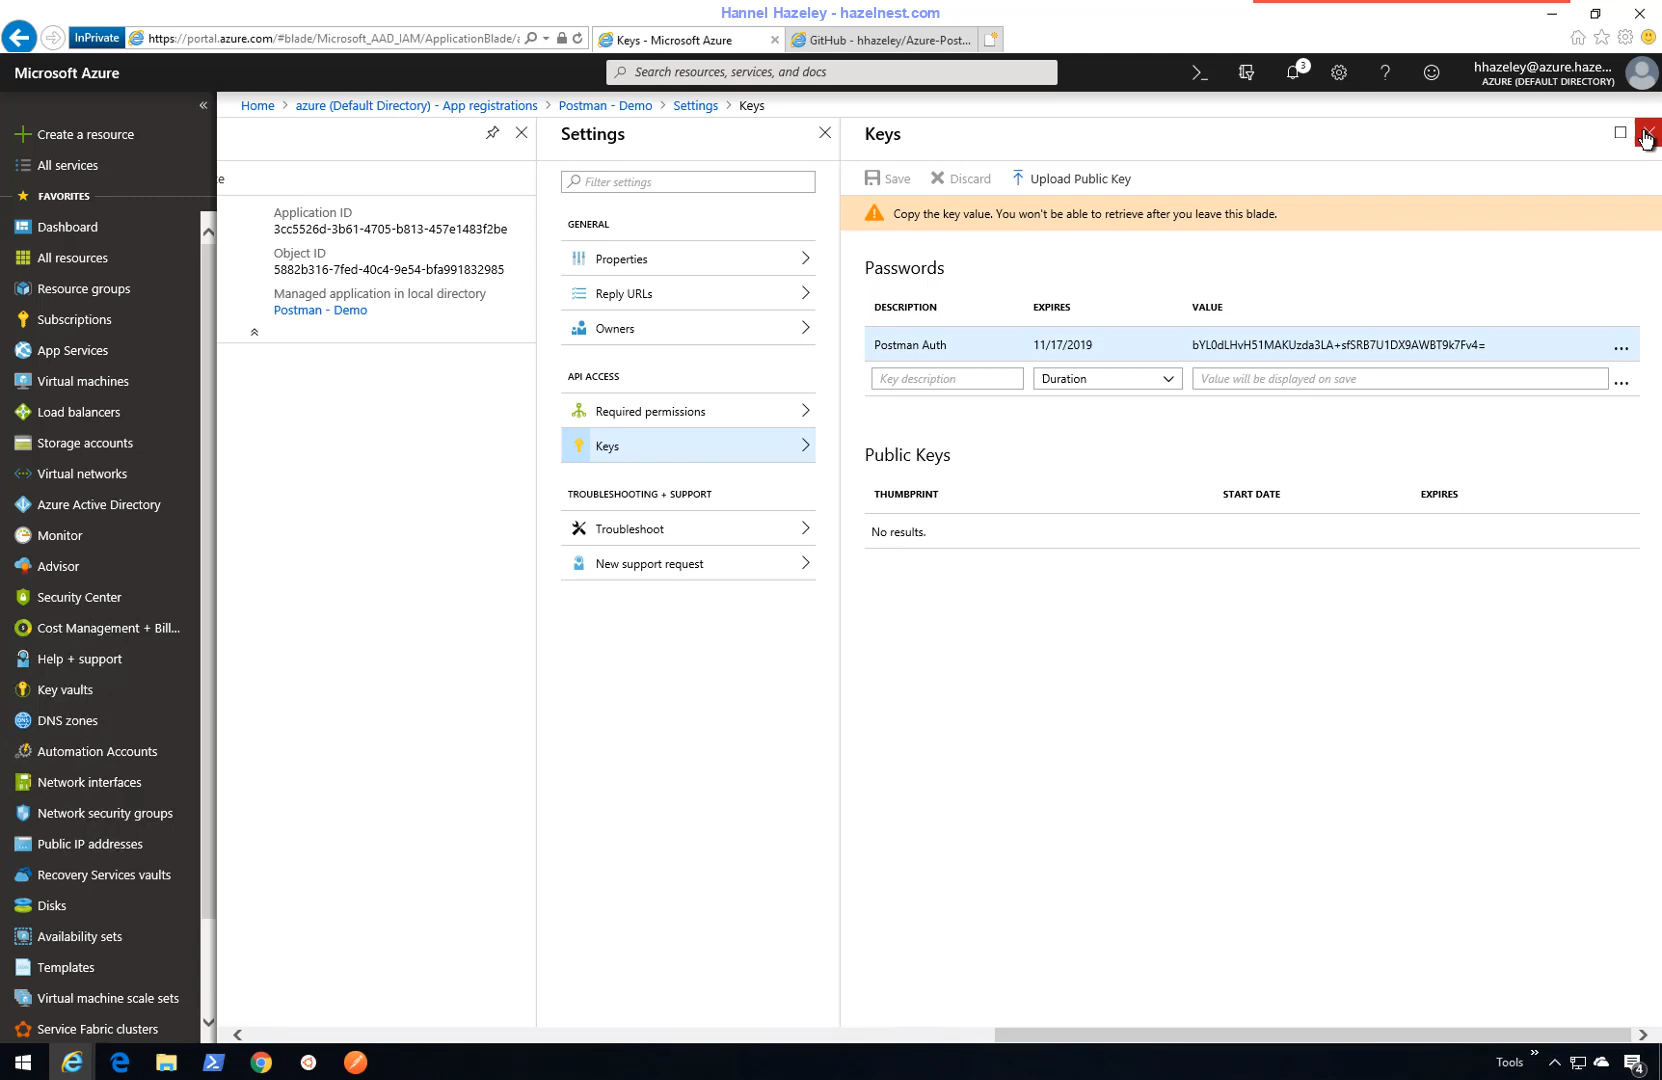 Hannel Hazeley - hazelnest.com
InPrivate
https://portal.azure.com/#blade/Microsoft_AAD_IAM/ApplicationBlade/
Keys - Microsoft Azure
GitHub - hhazeley/Azure-Post...
Microsoft Azure
Search resources, services, and docs
3
hhazeley@azure.haze...
AZURE (DEFAULT DIRECTORY)
Home > azure (Default Directory) - App registrations > Postman - Demo > Settings > Keys
Create a resource
All services
FAVORITES
Dashboard
All resources
Resource groups
Subscriptions
App Services
Virtual machines
Load balancers
Storage accounts
Virtual networks
Azure Active Directory
Monitor
Advisor
Security Center
Cost Management + Bill...
Help + support
Key vaults
DNS zones
Automation Accounts
Network interfaces
Network security groups
Public IP addresses
Recovery Services vaults
Disks
Availability sets
Templates
Virtual machine scale sets
Service Fabric clusters
Application ID
3cc5526d-3b61-4705-b813-457e1483f2be
Object ID
5882b316-7fed-40c4-9e54-bfa991832985
Managed application in local directory
Postman - Demo
Settings
Filter settings
GENERAL
Properties
Reply URLs
Owners
API ACCESS
Required permissions
Keys
TROUBLESHOOTING + SUPPORT
Troubleshoot
New support request
Keys
Save
Discard
Upload Public Key
Copy the key value. You won't be able to retrieve after you leave this blade.
Passwords
DESCRIPTION EXPIRES VALUE
Postman Auth 11/17/2019 bYL0dLHvH51MAKUzda3LA+sfSRB7U1DX9AWBT9k7Fv4= ...
Key description Duration Value will be displayed on save ...
Public Keys
THUMBPRINT START DATE EXPIRES
No results.
Tools
4